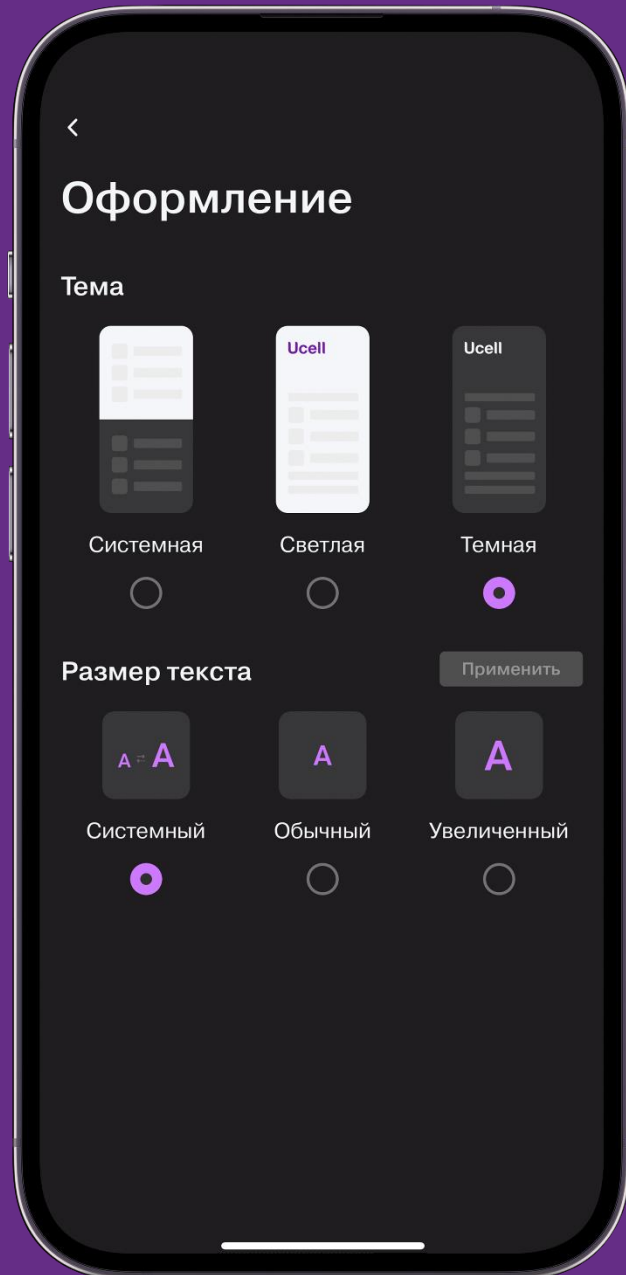 Оформление
Тема
Ucell
Ucell
Системная
Светлая
Темная
Размер текста
Применить
A A
A
A
Системный
Обычный
Увеличенный